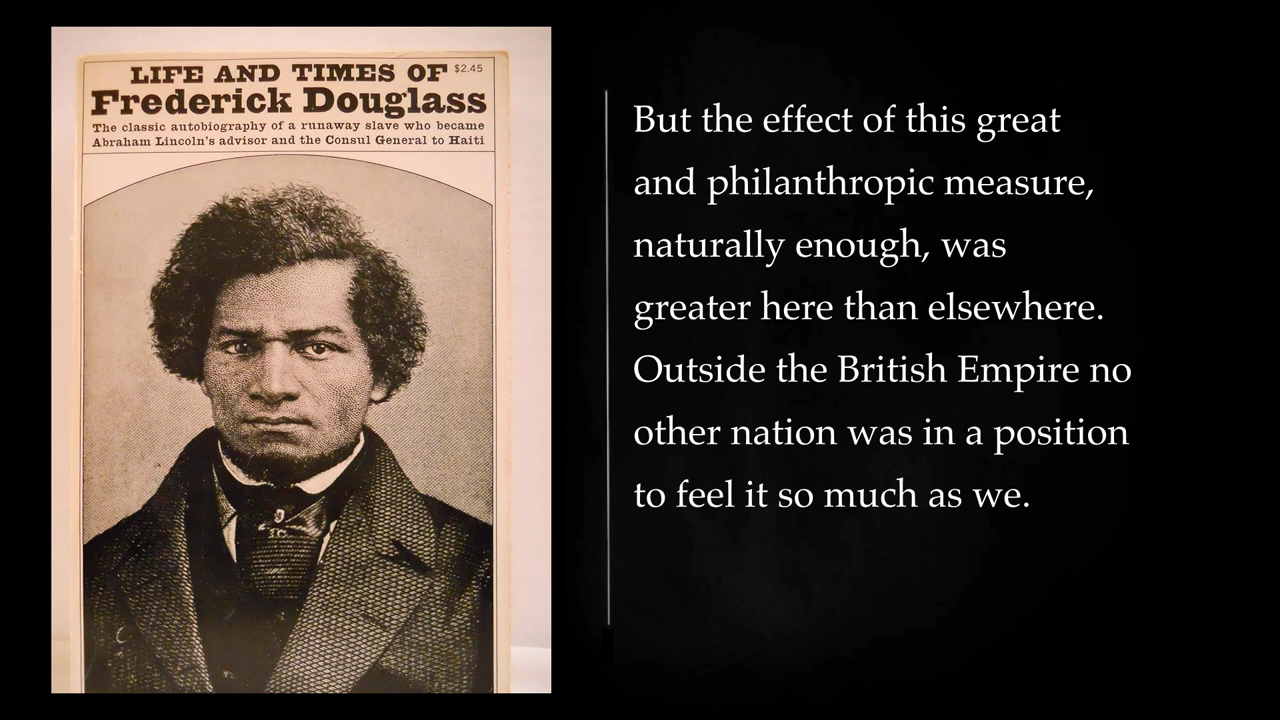 LIFE AND TIMES OF $2.45
Frederick Douglass
The classic autobiography of a runaway slave who became
Abraham Lincoln's advisor and the Consul General to Haiti
But the effect of this great
and philanthropic measure,
naturally enough, was
greater here than elsewhere.
Outside the British Empire no
other nation was in a position
to feel it so much as we.